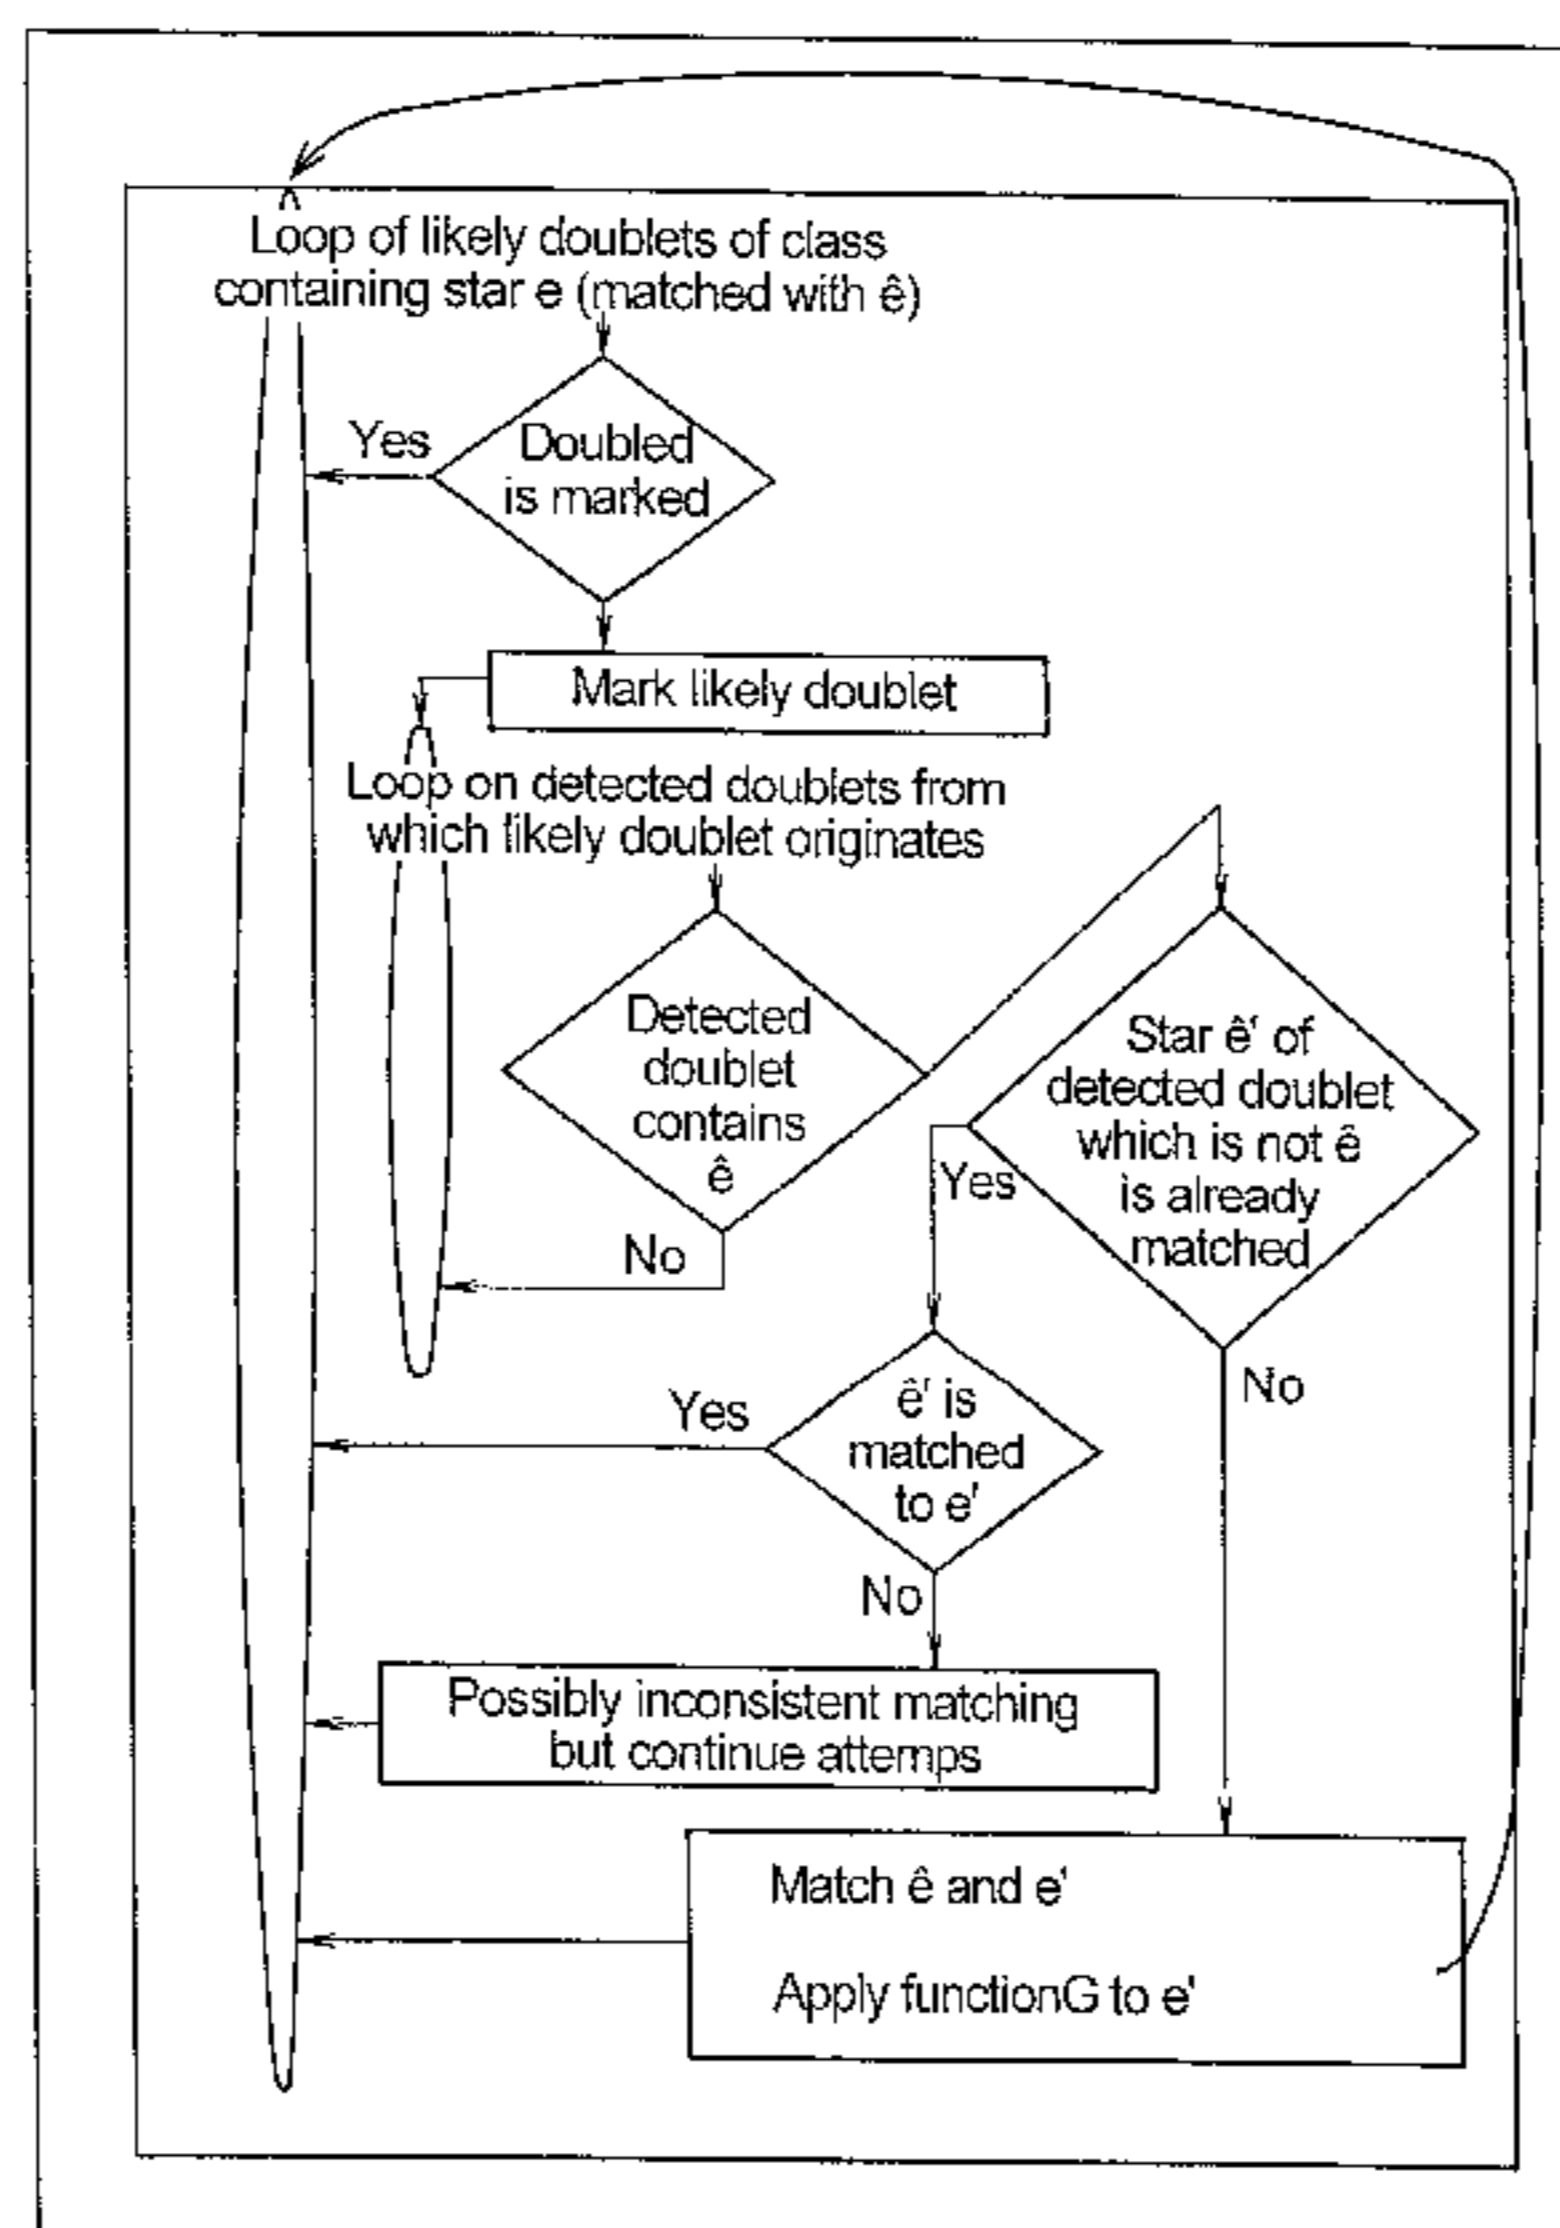 Loop of likely doublets of class
containing star e (matched with ê)
Yes
Doubled
is marked
Mark likely doublet
Loop on detected doublets from
which likely doublet originates
Detected
doublet
contains
ê
No
Star ê' of
detected doublet
which is not ê
is already
matched
Yes
No
ê' is
matched
to e'
Yes
No
Possibly inconsistent matching
but continue attemps
Match ê and e'
Apply functionG to e'